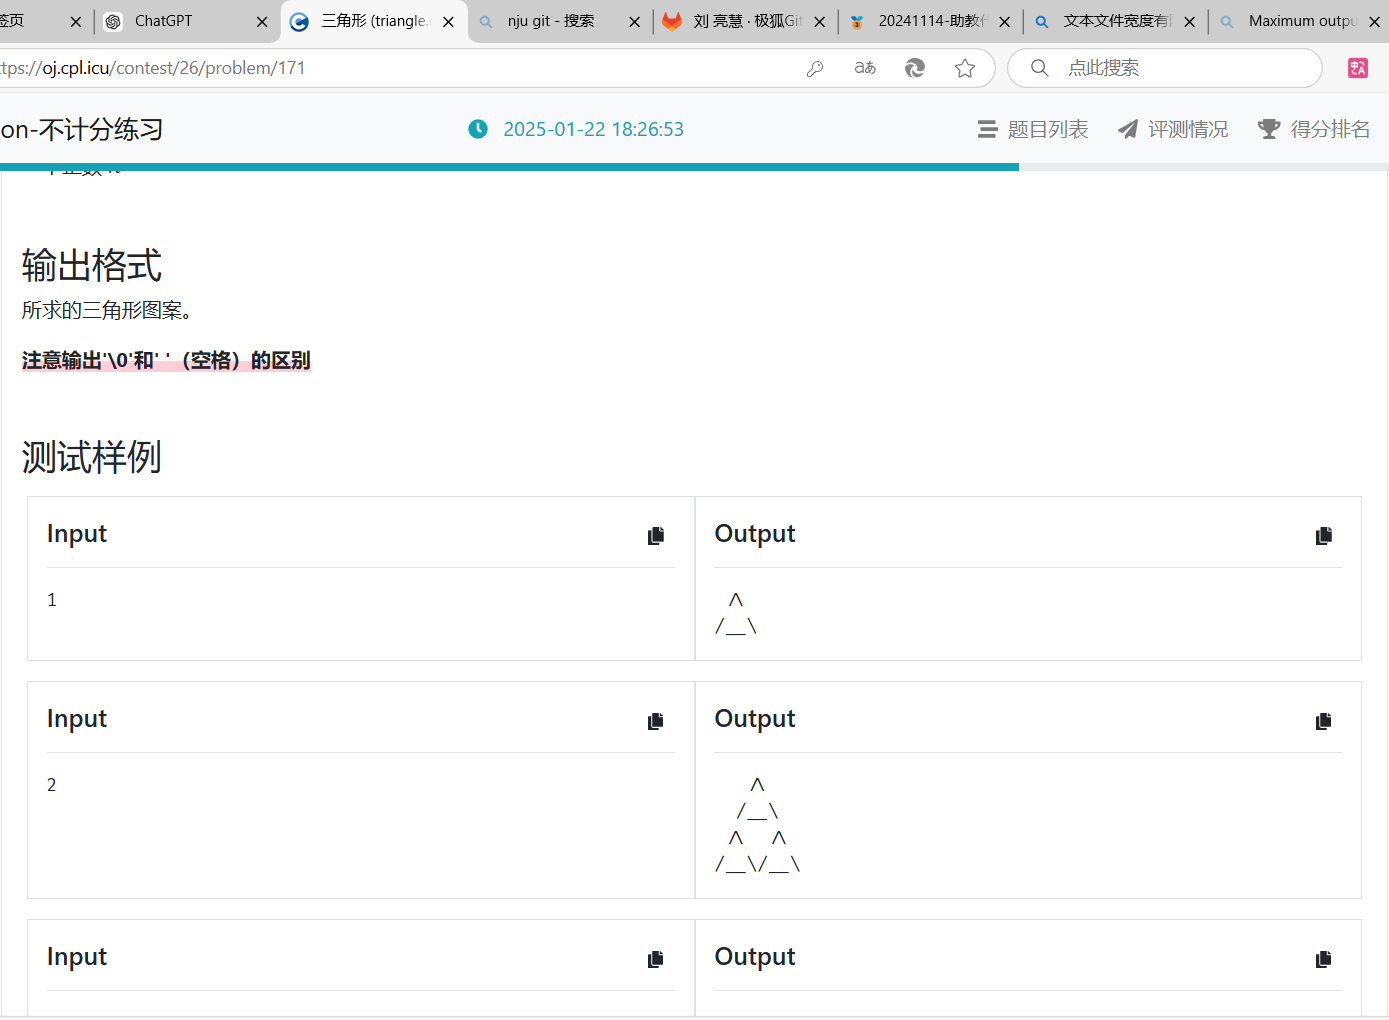 签页
ChatGPT
三角形 (triangle.
nju git - 搜索
刘 亮慧 · 极狐Git
20241114-助教
文本文件宽度有
Maximum outpu
ttps://oj.cpl.icu/contest/26/problem/171
aあ
点此搜索
on-不计分练习
2025-01-22 18:26:53
题目列表
评测情况
得分排名
输出格式
所求的三角形图案。
注意输出'\0'和' '（空格）的区别
测试样例
Input
Output
1
/\
/__\
Input
Output
2
/\
/__\
/\  /\
/__\/__\
Input
Output